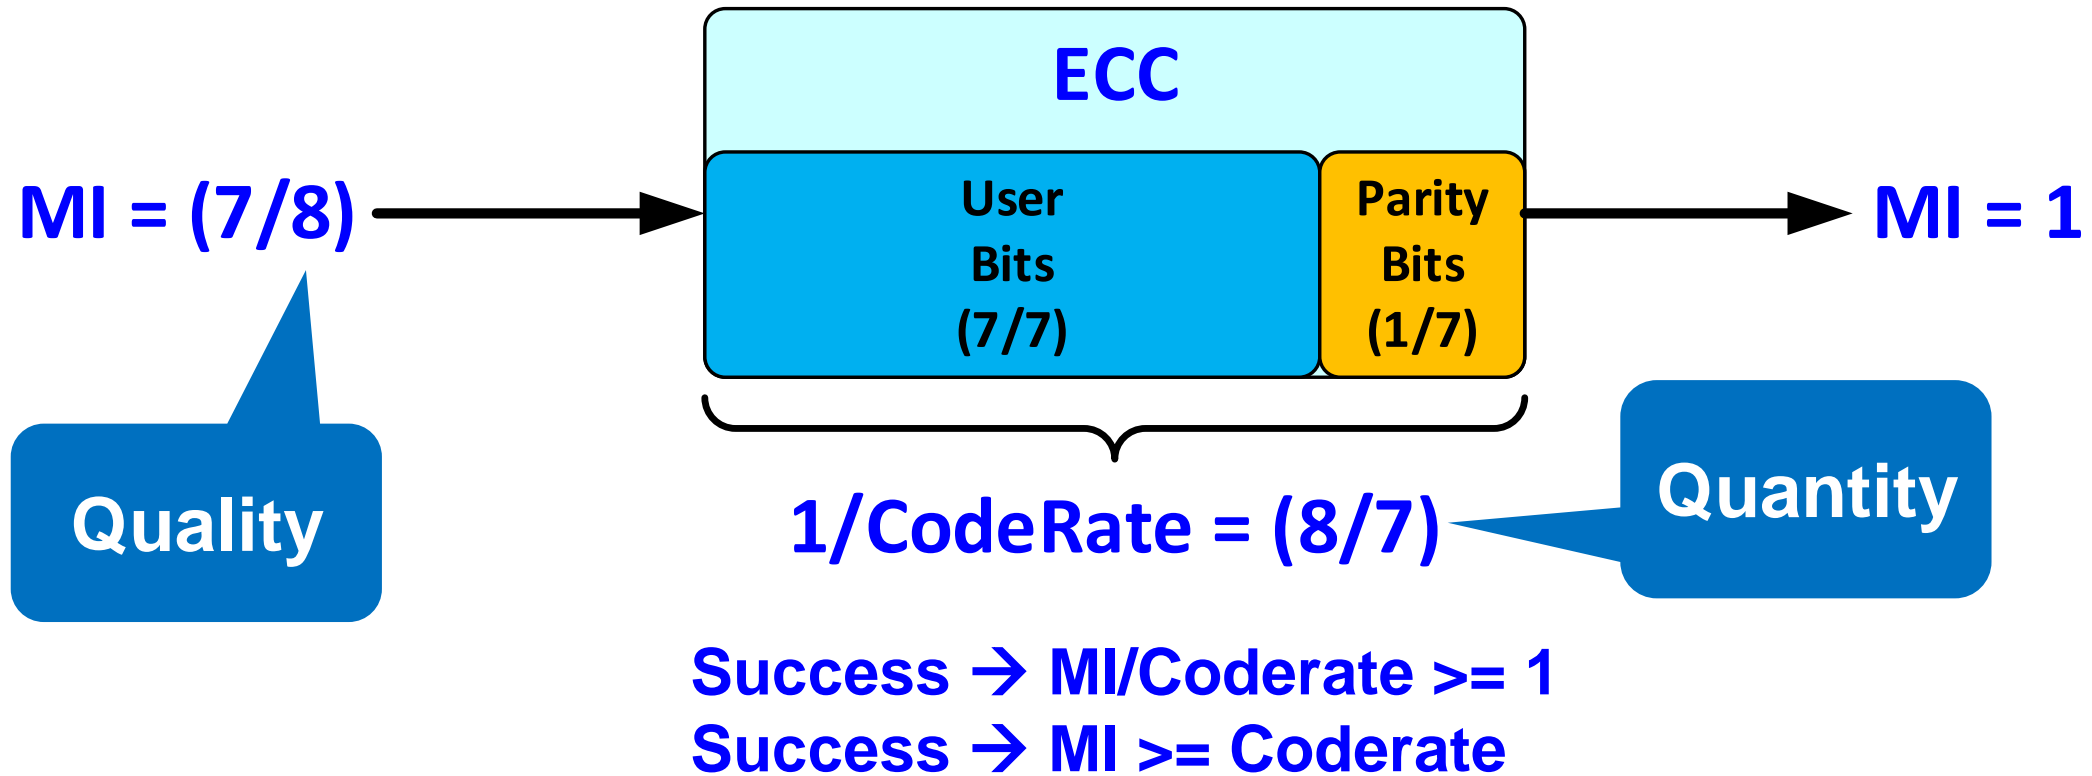 ECC
MI = (7/8)
User
Bits
(7/7)
Parity
Bits
(1/7)
MI = 1
Quality
1/CodeRate = (8/7)
Quantity
Success → MI/Coderate >= 1
Success → MI >= Coderate